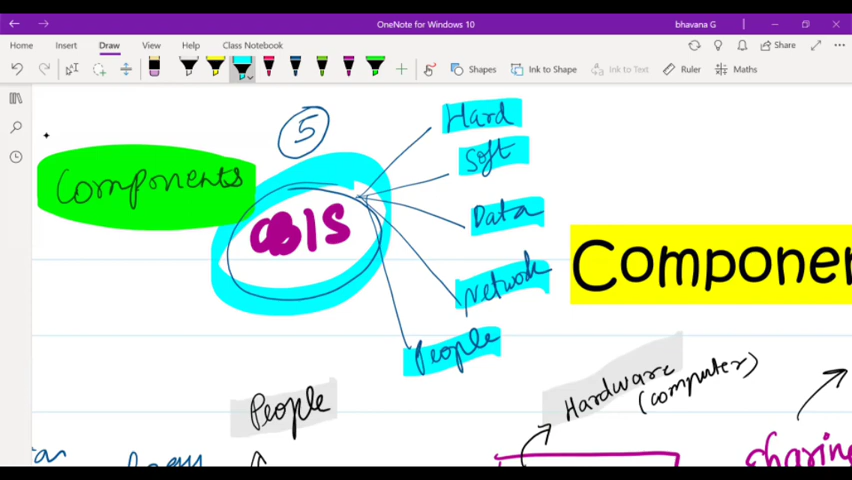 OneNote for Windows 10
bhavana G
Home Insert Draw View Help Class Notebook
Share
Shapes
Ink to Shape
Ink to Text
Ruler
Maths
5
Hard
Soft
Components
Data
Network
People
Componen
People
Hardware
(computer)
sharing